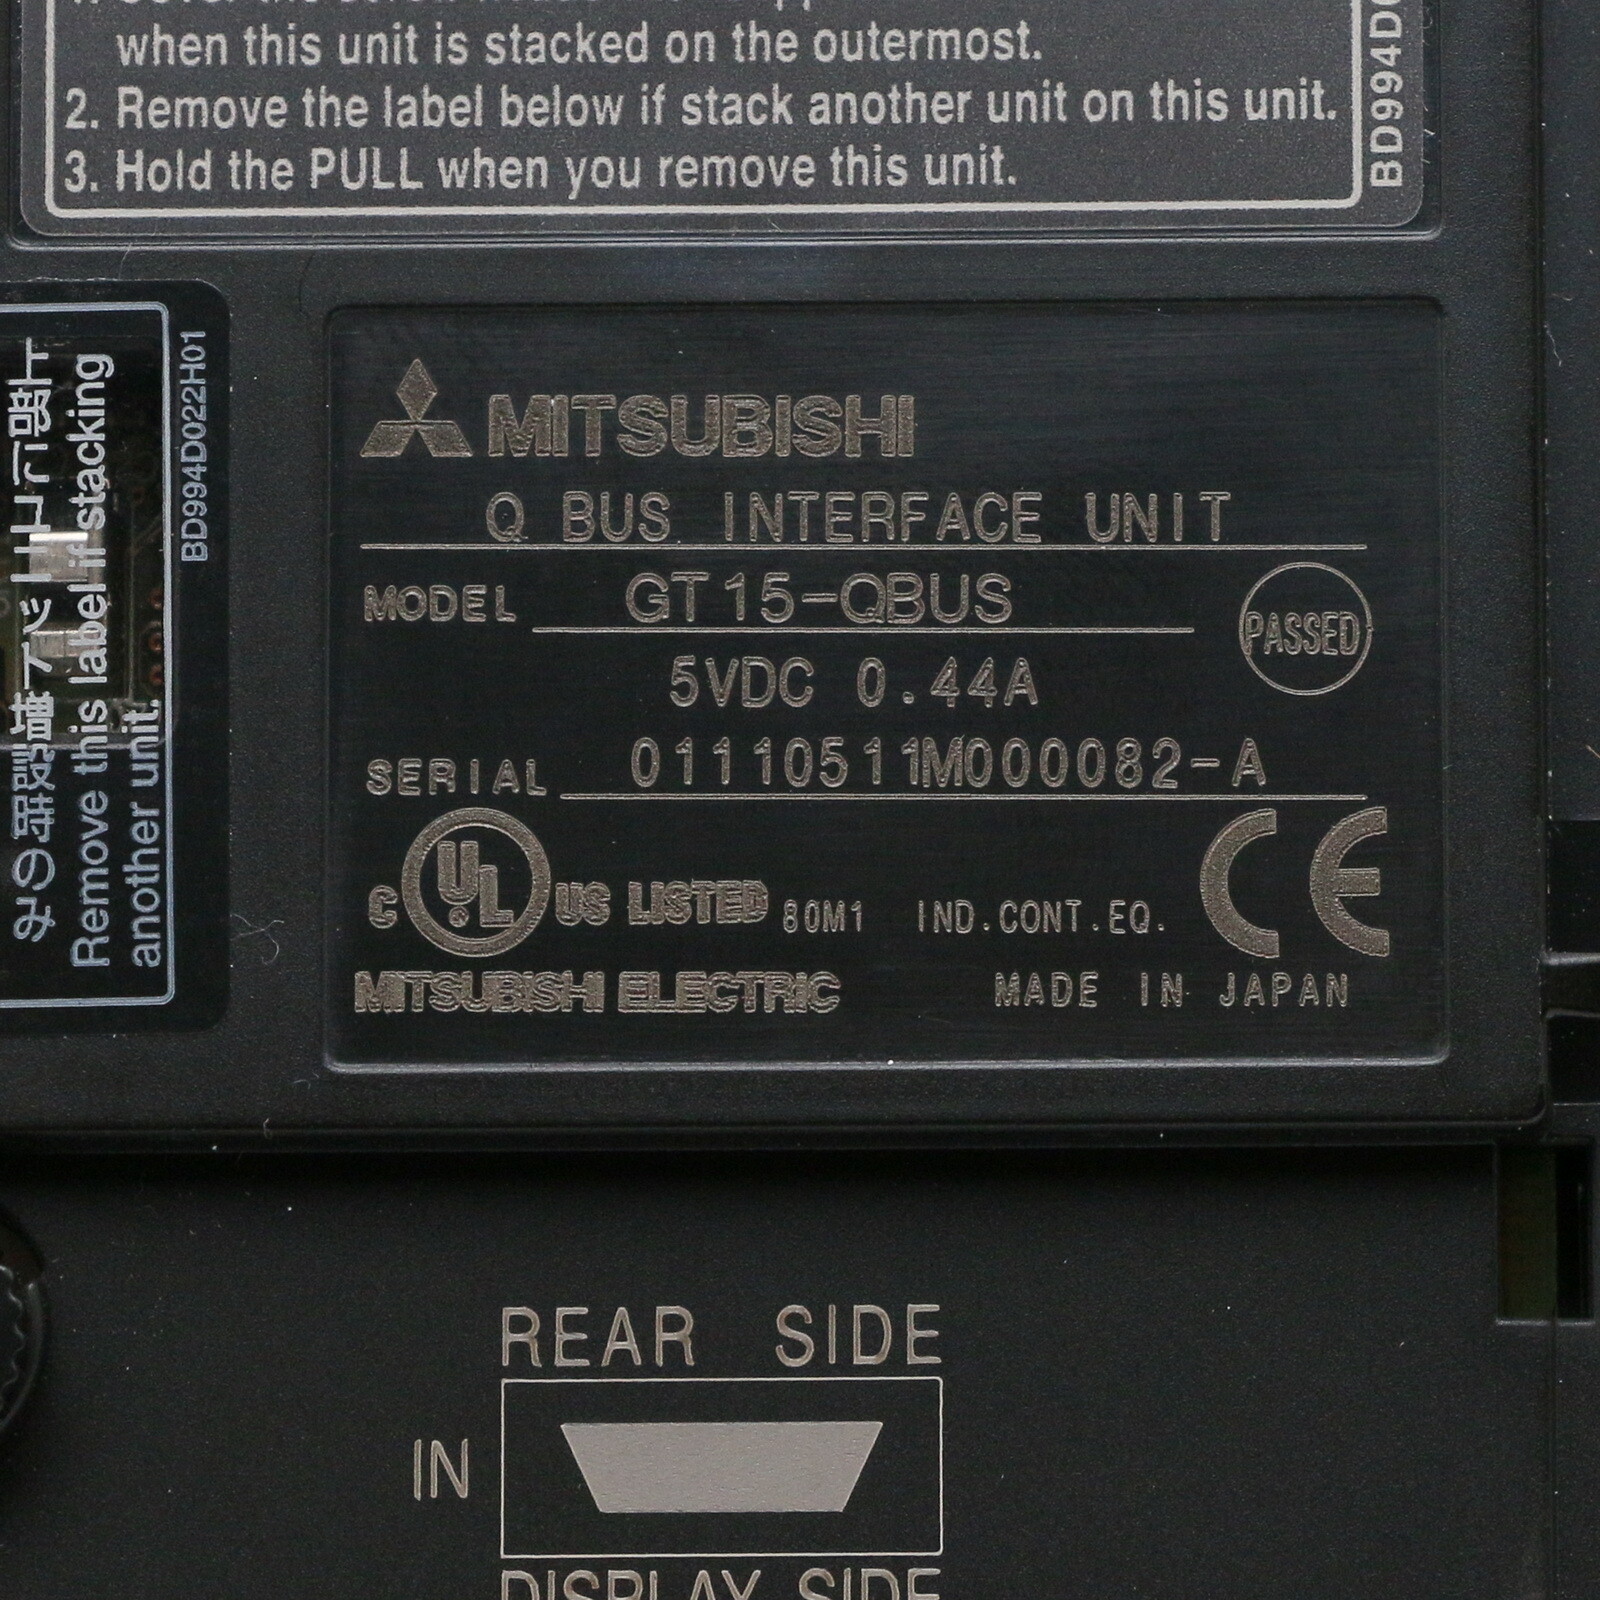 when this unit is stacked on the outermost.
2. Remove the label below if stack another unit on this unit.
3. Hold the PULL when you remove this unit.
BD994D
Remove this label if stacking
another unit.
BD994D022H01
MITSUBISHI
Q BUS INTERFACE UNIT
MODEL GT15-QBUS
PASSED
5VDC 0.44A
SERIAL 01110511M000082-A
C UL US LISTED 80M1 IND.CONT.EQ. CE
MITSUBISHI ELECTRIC MADE IN JAPAN
REAR SIDE
IN
DISPLAY SIDE